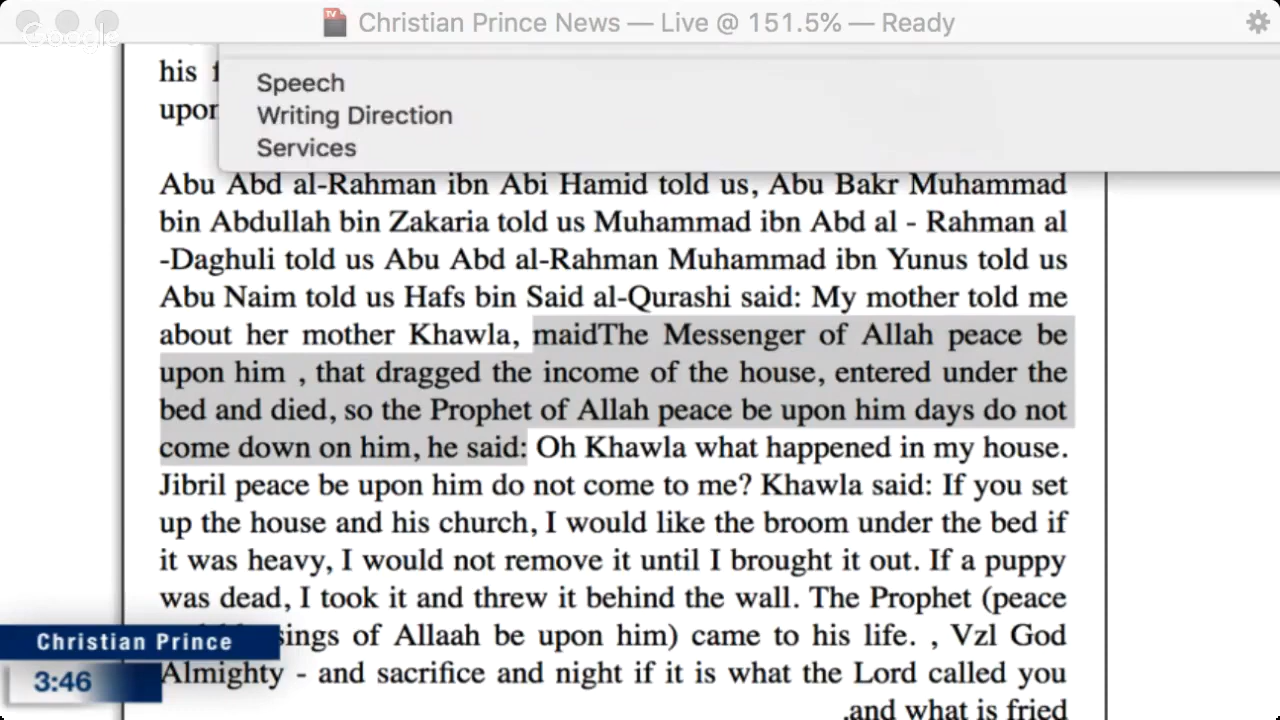 Christian Prince News — Live @ 151.5% — Ready
Google
his f
Speech
upon
Writing Direction
Services
Abu Abd al-Rahman ibn Abi Hamid told us, Abu Bakr Muhammad
bin Abdullah bin Zakaria told us Muhammad ibn Abd al - Rahman al
-Daghuli told us Abu Abd al-Rahman Muhammad ibn Yunus told us
Abu Naim told us Hafs bin Said al-Qurashi said: My mother told me
about her mother Khawla, maidThe Messenger of Allah peace be
upon him , that dragged the income of the house, entered under the
bed and died, so the Prophet of Allah peace be upon him days do not
come down on him, he said: Oh Khawla what happened in my house.
Jibril peace be upon him do not come to me? Khawla said: If you set
up the house and his church, I would like the broom under the bed if
it was heavy, I would not remove it until I brought it out. If a puppy
was dead, I took it and threw it behind the wall. The Prophet (peace
sings of Allaah be upon him) came to his life. , Vzl God
Christian Prince
Almighty - and sacrifice and night if it is what the Lord called you
3:46
.and what is fried